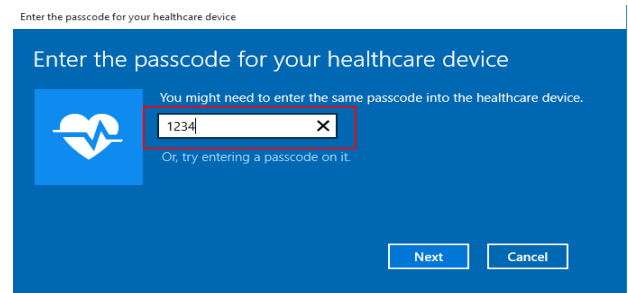 Enter the passcode for your healthcare device
Enter the passcode for your healthcare device
You might need to enter the same passcode into the healthcare device.
1234
Or, try entering a passcode on it.
Next Cancel